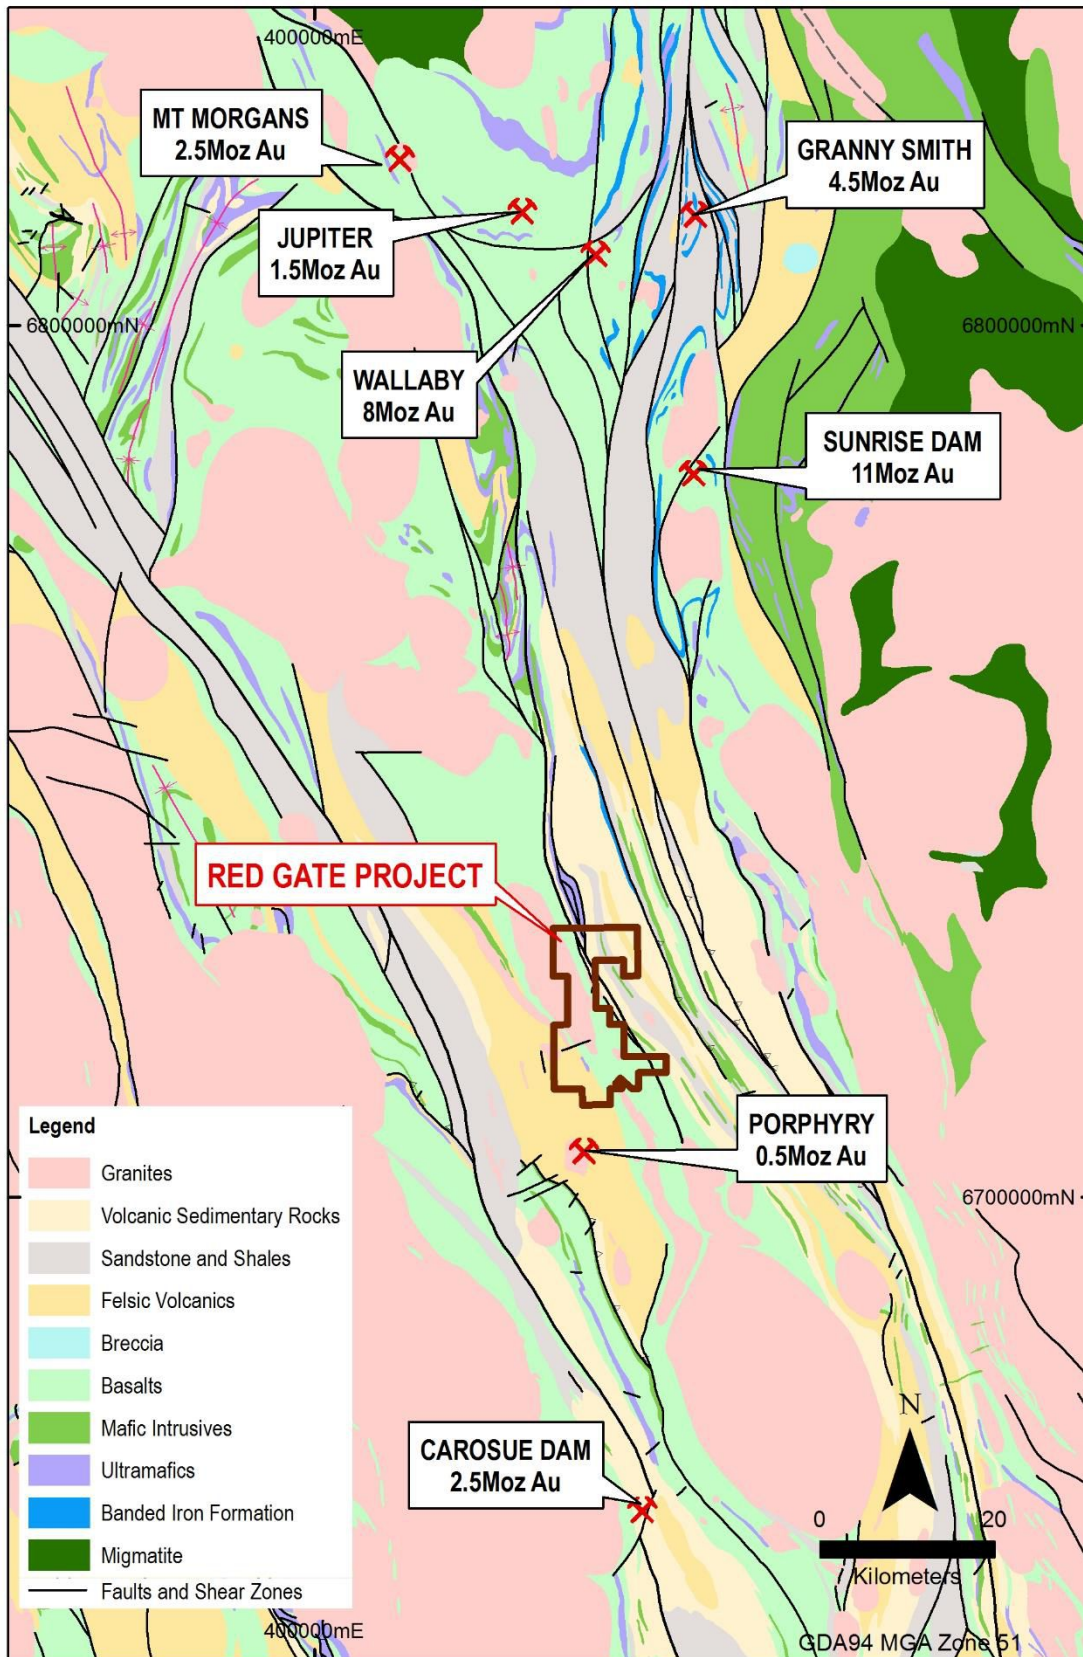 400000mE
MT MORGANS
2.5Moz Au
GRANNY SMITH
4.5Moz Au
JUPITER
1.5Moz Au
6800000mN
6800000mN
WALLABY
8Moz Au
SUNRISE DAM
11Moz Au
RED GATE PROJECT
Legend
Granites
Volcanic Sedimentary Rocks
Sandstone and Shales
Felsic Volcanics
Breccia
Basalts
Mafic Intrusives
Ultramafics
Banded Iron Formation
Migmatite
Faults and Shear Zones
PORPHYRY
0.5Moz Au
6700000mN
CAROSUE DAM
2.5Moz Au
N
0 20
Kilometers
400000mE
GDA94 MGA Zone 51